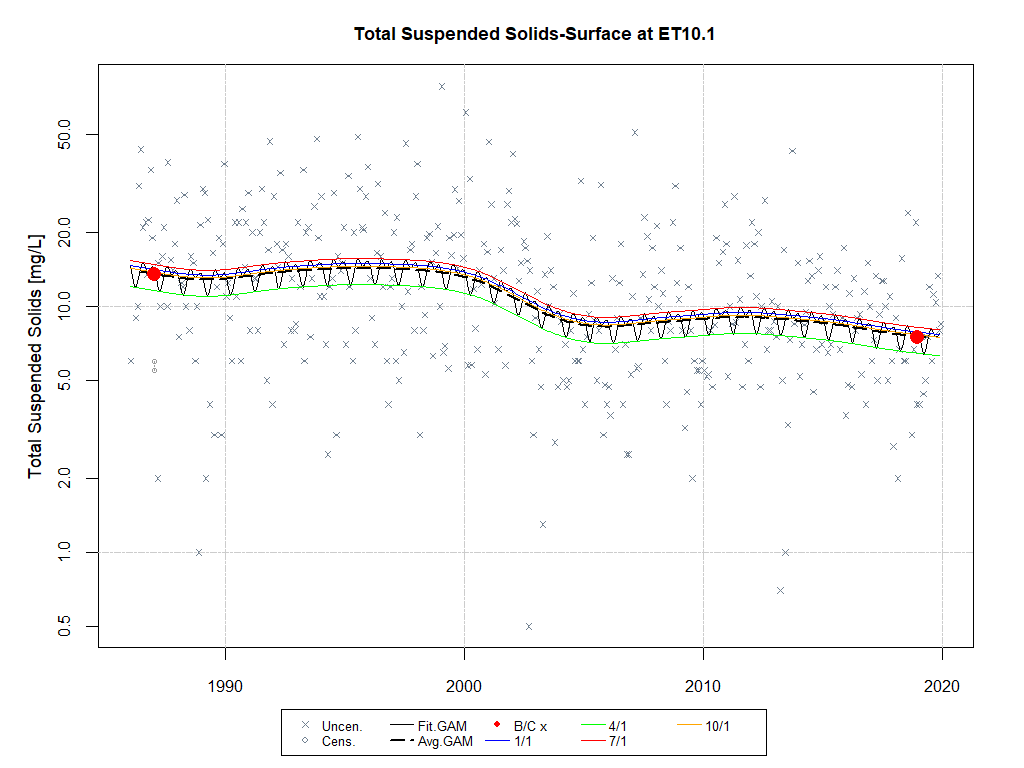 Total Suspended Solids-Surface at ET10.1
Total Suspended Solids [mg/L]
50.0
20.0
10.0
5.0
2.0
1.0
0.5
1990 2000 2010 2020
Uncen. Fit.GAM B/C x 4/1 10/1
Cens. Avg.GAM 1/1 7/1